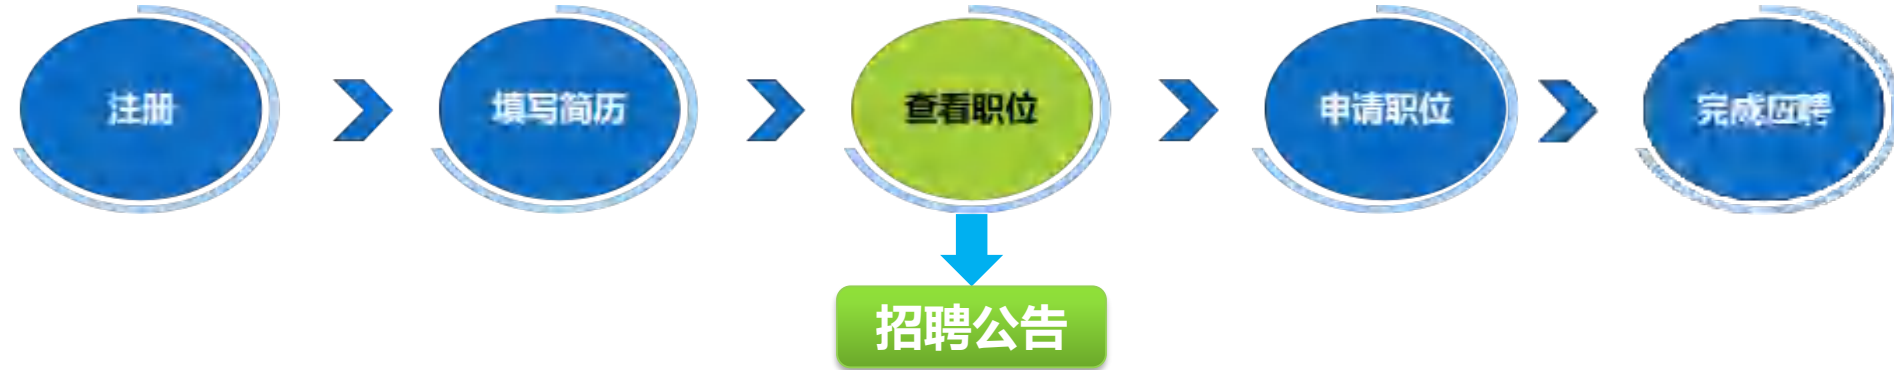 注册
填写简历
查看职位
申请职位
完成应聘
招聘公告